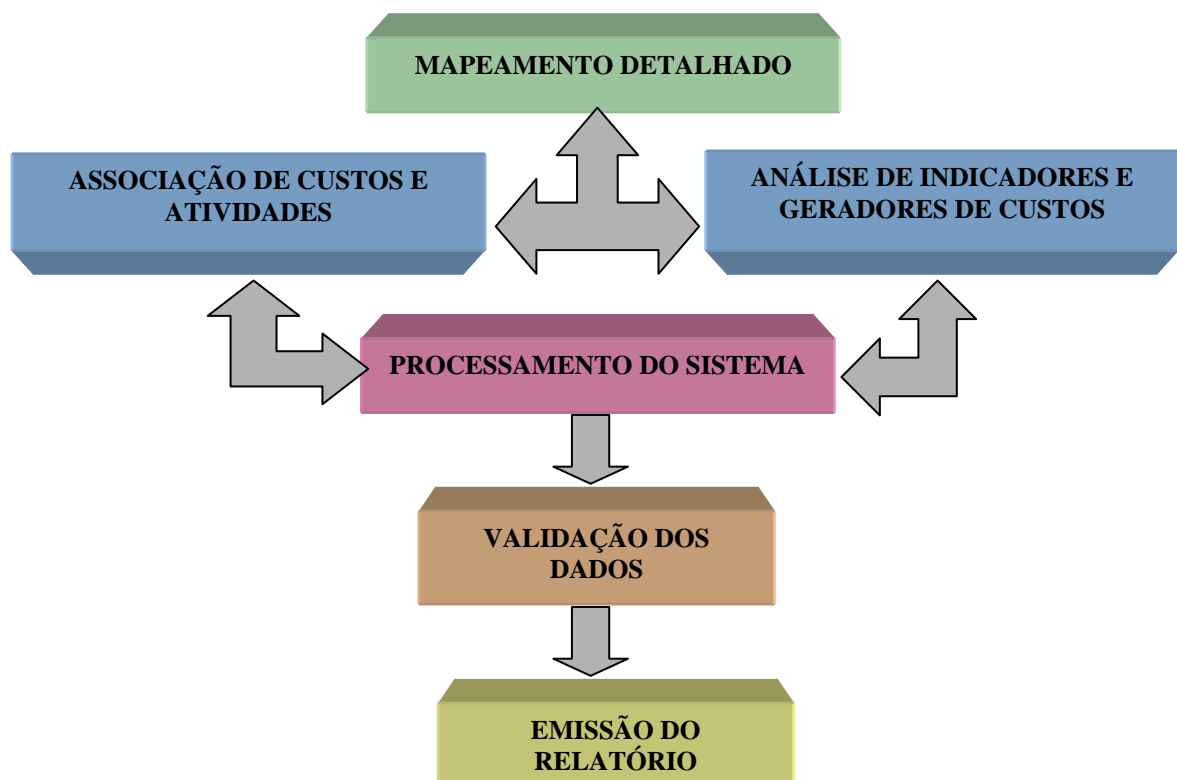 MAPEAMENTO DETALHADO
ASSOCIAÇÃO DE CUSTOS E
ATIVIDADES
ANÁLISE DE INDICADORES E
GERADORES DE CUSTOS
PROCESSAMENTO DO SISTEMA
VALIDAÇÃO DOS
DADOS
EMISSÃO DO
RELATÓRIO